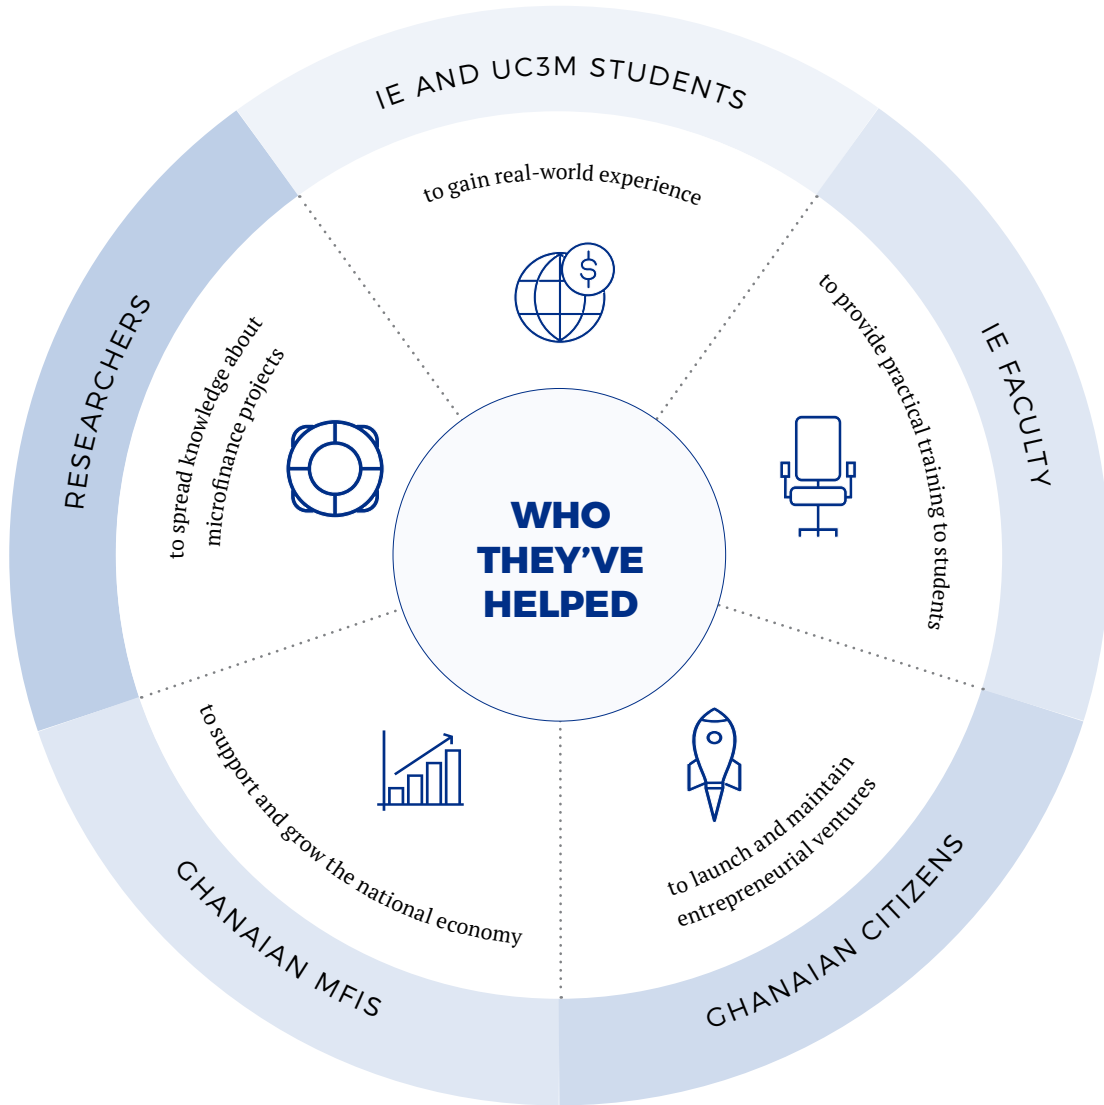 WHO
THEY’VE
HELPED
IE AND UC3M STUDENTS
to gain real-world experience
$
IE FACULTY
to provide practical training to students
GHANAIAN CITIZENS
to launch and maintain
entrepreneurial ventures
GHANAIAN MFIS
to support and grow the national economy
RESEARCHERS
to spread knowledge about
microfinance projects